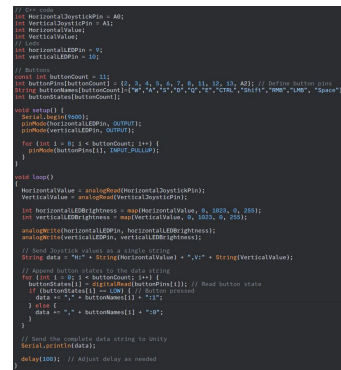 // C++ code
int HorizontalJoystickPin = A0;
int VerticalJoystickPin = A1;
int HorizontalValue;
int VerticalValue;
// Leds
int horizontalLEDPin = 9;
int verticalLEDPin = 10;
// Buttons
const int buttonCount = 11;
int buttonPins[buttonCount] = {2, 3, 4, 5, 6, 7, 8, 11, 12, 13, A2}; // Define button pins
String buttonNames[buttonCount]={"W","A","S","D","Q","E","CTRL","Shift","RMB","LMB", "Space"};
int buttonStates[buttonCount];
void setup() {
Serial.begin(9600);
pinMode(horizontalLEDPin, OUTPUT);
pinMode(verticalLEDPin, OUTPUT);
for (int i = 0; i < buttonCount; i++) {
pinMode(buttonPins[i], INPUT_PULLUP);
}
}
void loop()
{
HorizontalValue = analogRead(HorizontalJoystickPin);
VerticalValue = analogRead(VerticalJoystickPin);
int horizontalLEDBrightness = map(HorizontalValue, 0, 1023, 0, 255);
int verticalLEDBrightness = map(VerticalValue, 0, 1023, 0, 255);
analogWrite(horizontalLEDPin, horizontalLEDBrightness);
analogWrite(verticalLEDPin, verticalLEDBrightness);
// Send Joystick values as a single string
String data = "H:" + String(HorizontalValue) + ",V:" + String(VerticalValue);
// Append button states to the data string
for (int i = 0; i < buttonCount; i++) {
buttonStates[i] = digitalRead(buttonPins[i]); // Read button state
if (buttonStates[i] == LOW) { // Button pressed
data += "," + buttonNames[i] + ":1";
} else {
data += "," + buttonNames[i] + ":0";
}
}
// Send the complete data string to Unity
Serial.println(data);
delay(100); // Adjust delay as needed
}